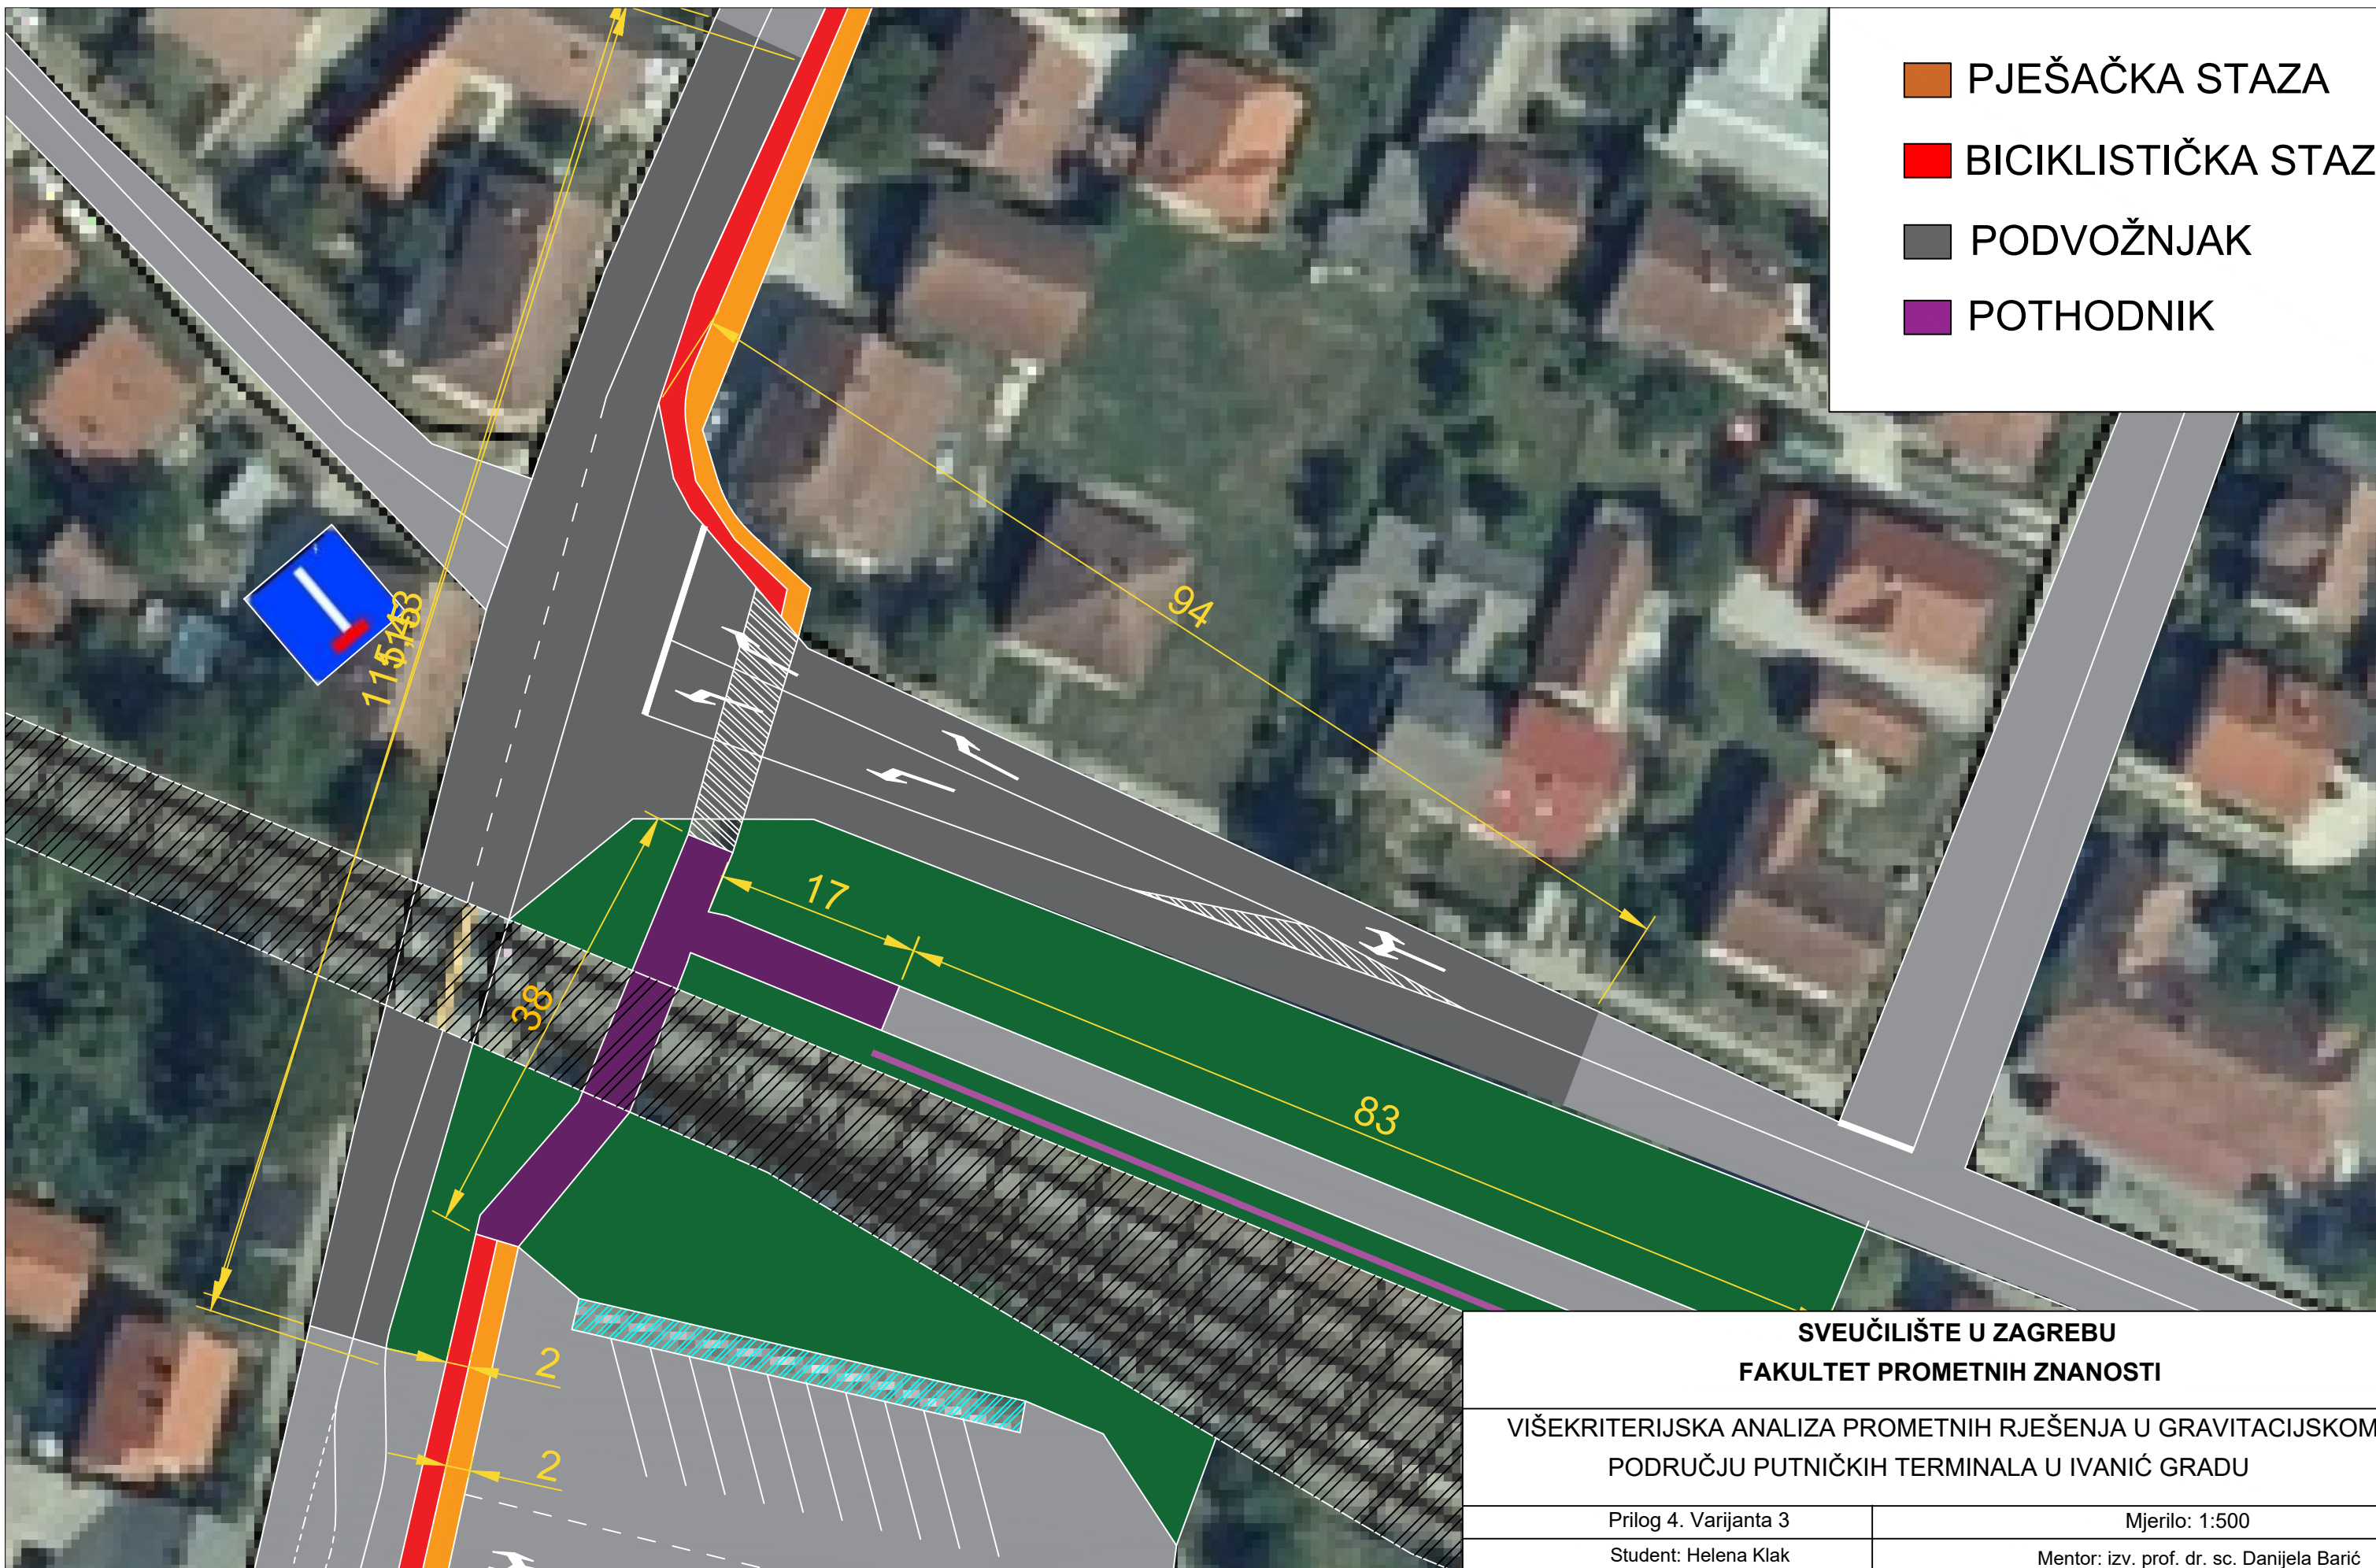 PJEŠAČKA STAZA
BICIKLISTIČKA STAZ
PODVOŽNJAK
POTHODNIK
94
17
38
83
2
2
SVEUČILIŠTE U ZAGREBU
FAKULTET PROMETNIH ZNANOSTI
VIŠEKRITERIJSKA ANALIZA PROMETNIH RJEŠENJA U GRAVITACIJSKOM
PODRUČJU PUTNIČKIH TERMINALA U IVANIĆ GRADU
Prilog 4. Varijanta 3
Mjerilo: 1:500
Student: Helena Klak
Mentor: izv. prof. dr. sc. Danijela Barić